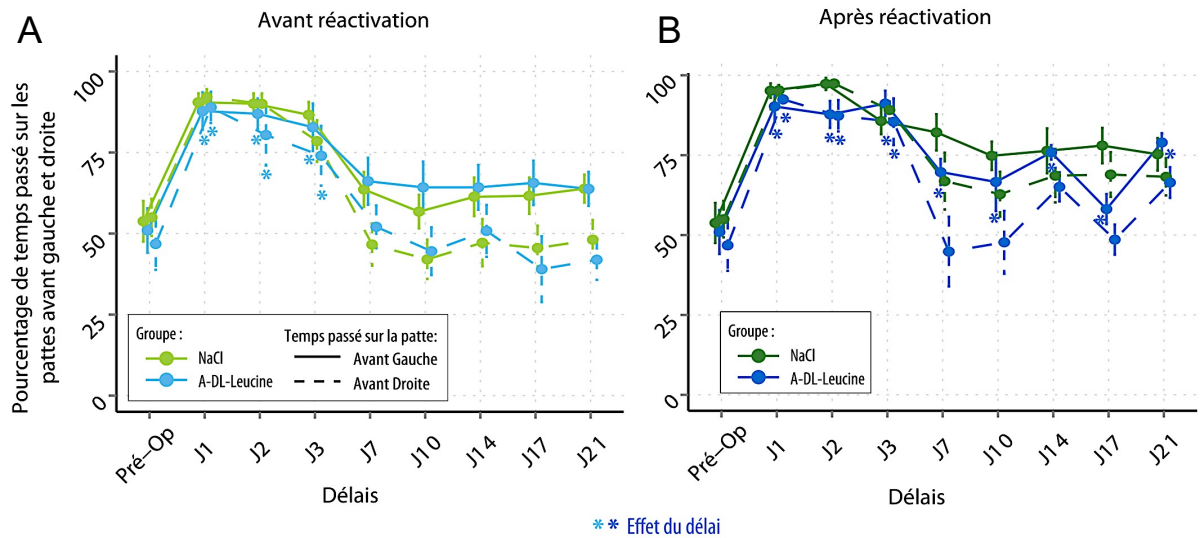 A
Avant réactivation
Pourcentage de temps passé sur les
pattes avant gauche et droite
100
75
50
25
0
Groupe :
NaCl
A-DL-Leucine
Temps passé sur la patte:
Avant Gauche
Avant Droite
Pré-Op
J1
J2
J3
J7
J10
J14
J17
J21
Délais
B
Après réactivation
100
75
50
25
0
Groupe :
NaCl
A-DL-Leucine
Pré-Op
J1
J2
J3
J7
J10
J14
J17
J21
Délais
** Effet du délai